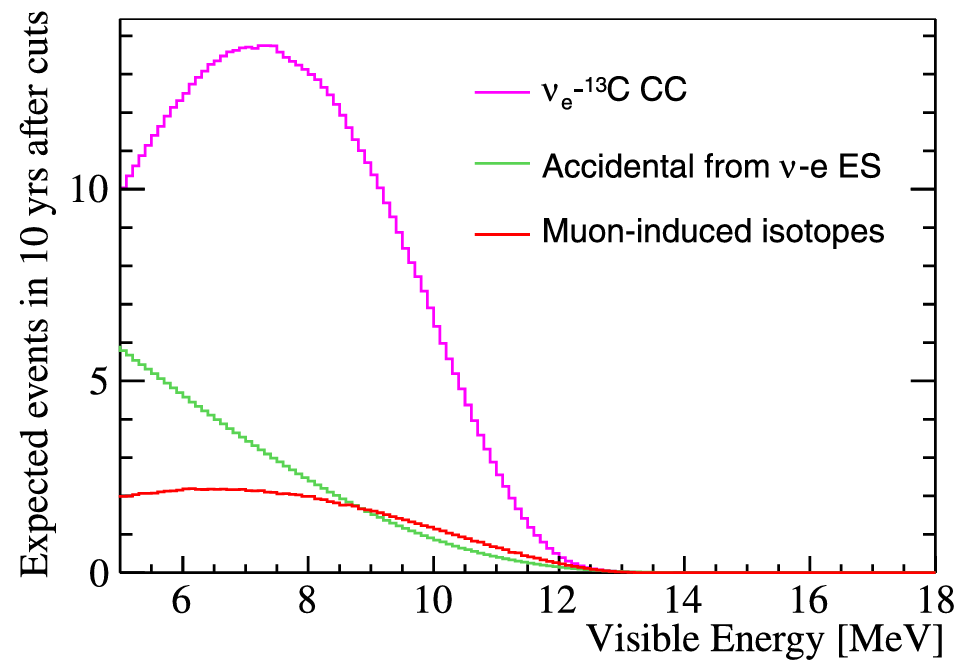 Expected events in 10 yrs after cuts
10
5
0
νₑ-¹³C CC
Accidental from ν-e ES
Muon-induced isotopes
6 8 10 12 14 16 18
Visible Energy [MeV]